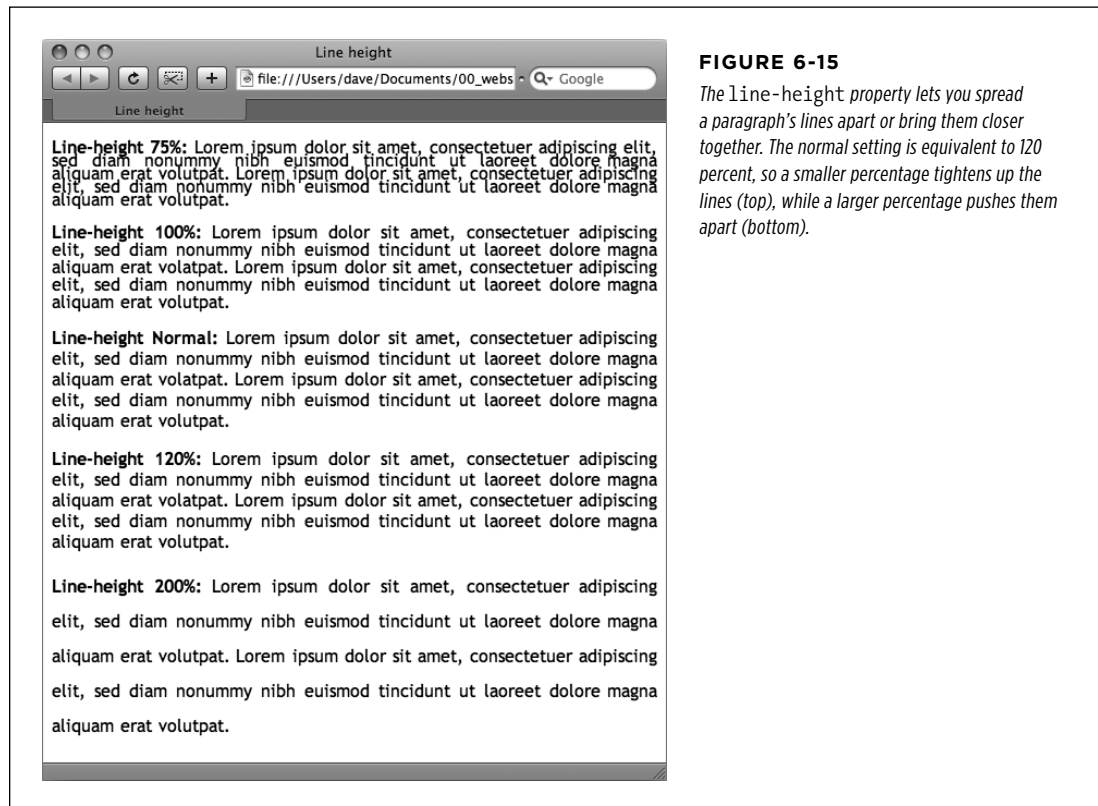 Line height
file:///Users/dave/Documents/00_webs
Google
Line height
Line-height 75%: Lorem ipsum dolor sit amet, consectetuer adipiscing elit,
sed diam nonummy nibh euismod tincidunt ut laoreet dolore magna
aliquam erat volutpat. Lorem ipsum dolor sit amet, consectetuer adipiscing
elit, sed diam nonummy nibh euismod tincidunt ut laoreet dolore magna
aliquam erat volutpat.
Line-height 100%: Lorem ipsum dolor sit amet, consectetuer adipiscing
elit, sed diam nonummy nibh euismod tincidunt ut laoreet dolore magna
aliquam erat volatpat. Lorem ipsum dolor sit amet, consectetuer adipiscing
elit, sed diam nonummy nibh euismod tincidunt ut laoreet dolore magna
aliquam erat volutpat.
Line-height Normal: Lorem ipsum dolor sit amet, consectetuer adipiscing
elit, sed diam nonummy nibh euismod tincidunt ut laoreet dolore magna
aliquam erat volatpat. Lorem ipsum dolor sit amet, consectetuer adipiscing
elit, sed diam nonummy nibh euismod tincidunt ut laoreet dolore magna
aliquam erat volutpat.
Line-height 120%: Lorem ipsum dolor sit amet, consectetuer adipiscing
elit, sed diam nonummy nibh euismod tincidunt ut laoreet dolore magna
aliquam erat volatpat. Lorem ipsum dolor sit amet, consectetuer adipiscing
elit, sed diam nonummy nibh euismod tincidunt ut laoreet dolore magna
aliquam erat volutpat.
Line-height 200%: Lorem ipsum dolor sit amet, consectetuer adipiscing
elit, sed diam nonummy nibh euismod tincidunt ut laoreet dolore magna
aliquam erat volutpat. Lorem ipsum dolor sit amet, consectetuer adipiscing
elit, sed diam nonummy nibh euismod tincidunt ut laoreet dolore magna
aliquam erat volutpat.
FIGURE 6-15
The line-height property lets you spread
a paragraph's lines apart or bring them closer
together. The normal setting is equivalent to 120
percent, so a smaller percentage tightens up the
lines (top), while a larger percentage pushes them
apart (bottom).